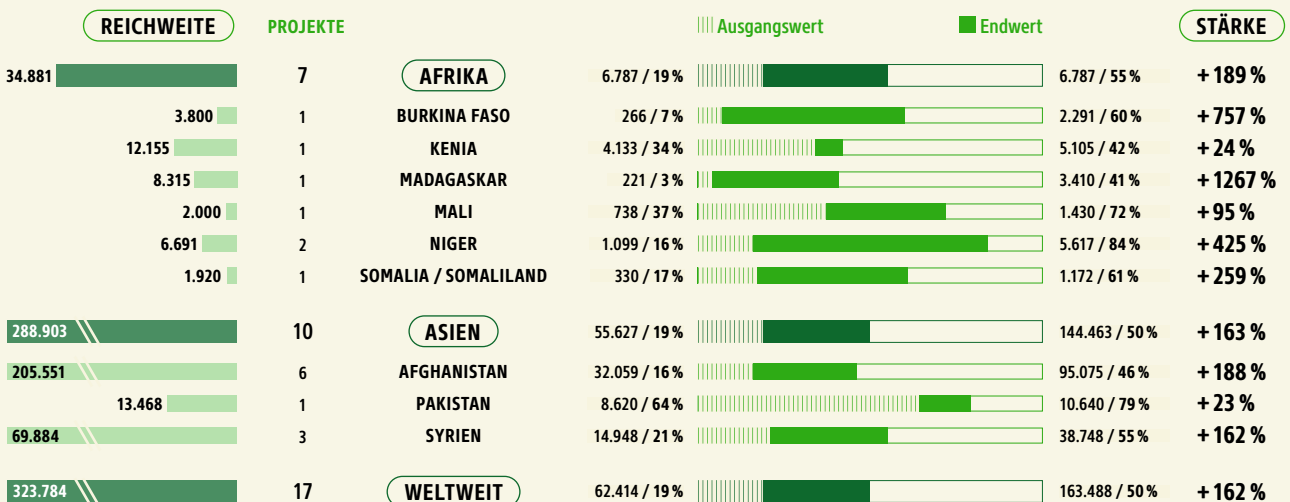 REICHWEITE PROJEKTE Ausgangswert Endwert STÄRKE
34.881 7 AFRIKA 6.787 / 19 % 6.787 / 55 % + 189 %
3.800 1 BURKINA FASO 266 / 7 % 2.291 / 60 % + 757 %
12.155 1 KENIA 4.133 / 34 % 5.105 / 42 % + 24 %
8.315 1 MADAGASKAR 221 / 3 % 3.410 / 41 % + 1267 %
2.000 1 MALI 738 / 37 % 1.430 / 72 % + 95 %
6.691 2 NIGER 1.099 / 16 % 5.617 / 84 % + 425 %
1.920 1 SOMALIA / SOMALILAND 330 / 17 % 1.172 / 61 % + 259 %
288.903 10 ASIEN 55.627 / 19 % 144.463 / 50 % + 163 %
205.551 6 AFGHANISTAN 32.059 / 16 % 95.075 / 46 % + 188 %
13.468 1 PAKISTAN 8.620 / 64 % 10.640 / 79 % + 23 %
69.884 3 SYRIEN 14.948 / 21 % 38.748 / 55 % + 162 %
323.784 17 WELTWEIT 62.414 / 19 % 163.488 / 50 % + 162 %